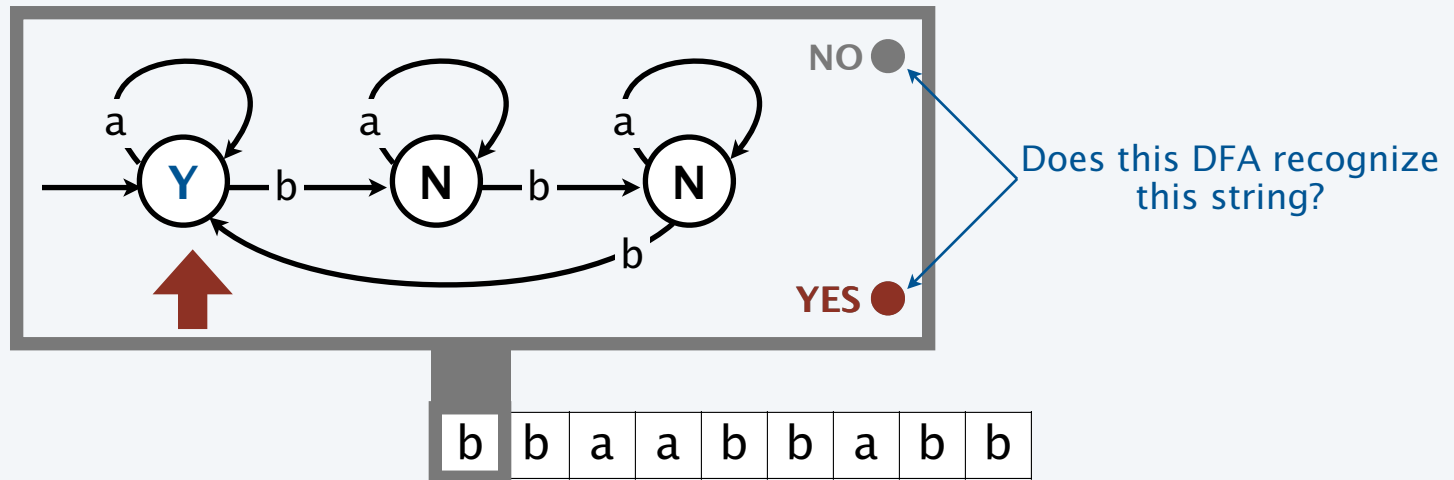 NO
a a a
Y b N b N
b
Does this DFA recognize
this string?
YES
b b a a b b a b b